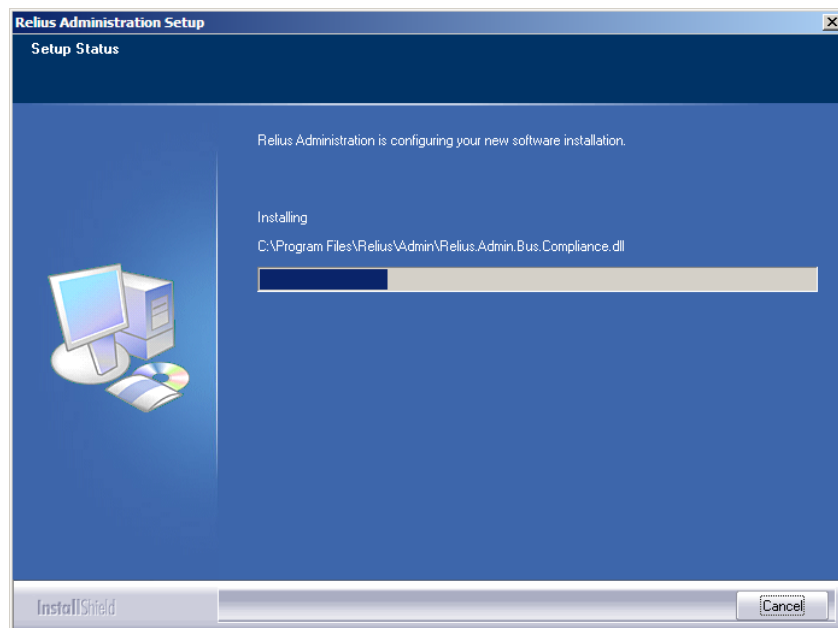 Relius Administration Setup
Setup Status
Relius Administration is configuring your new software installation.
Installing
C:\Program Files\Relius\Admin\Relius.Admin.Bus.Compliance.dll
InstallShield
Cancel